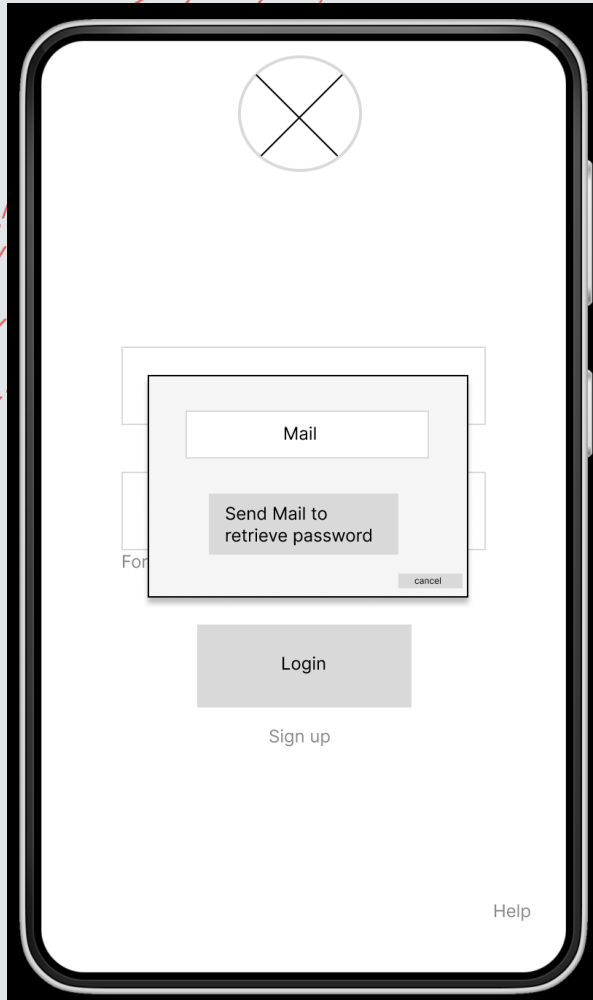 Mail
Send Mail to
retrieve password
For
cancel
Login
Sign up
Help